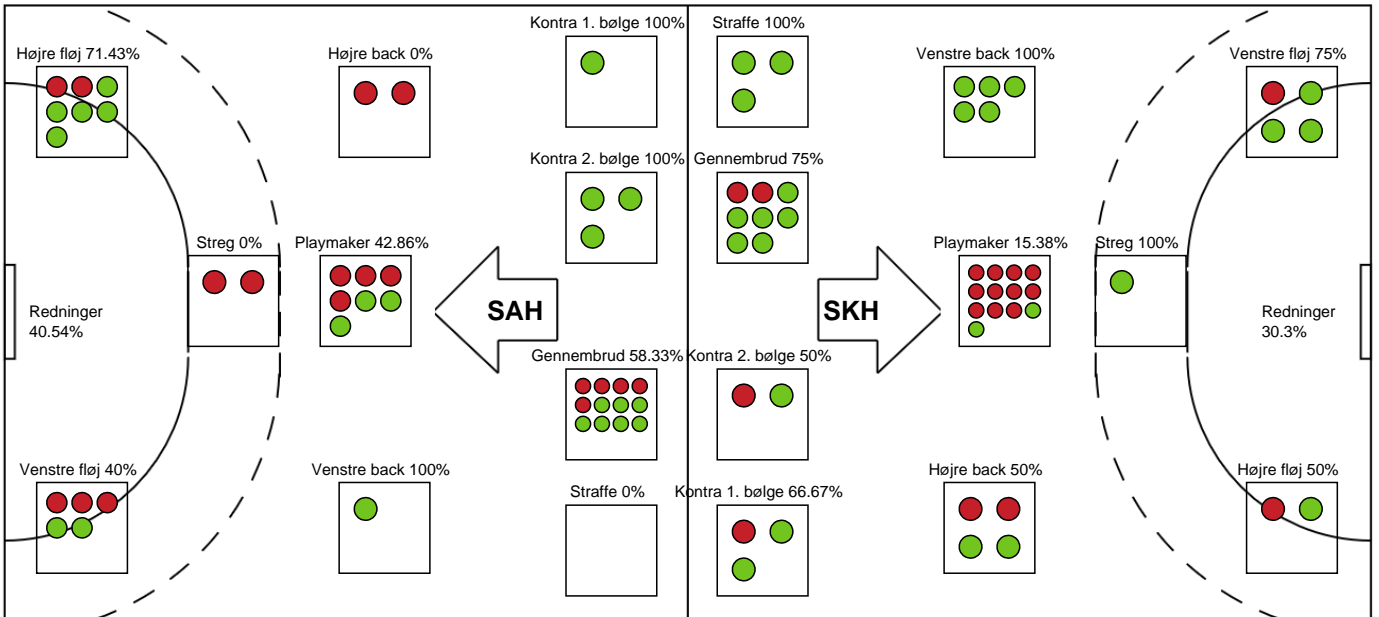 Kontra 1. bølge 100%
Straffe 100%
Højre fløj 71.43%
Højre back 0%
Venstre back 100%
Venstre fløj 75%
Kontra 2. bølge 100%
Gennembrud 75%
Streg 0%
Playmaker 42.86%
Playmaker 15.38%
Streg 100%
Redninger
40.54%
SAH
SKH
Redninger
30.3%
Gennembrud 58.33%
Kontra 2. bølge 50%
Venstre fløj 40%
Venstre back 100%
Højre back 50%
Højre fløj 50%
Straffe 0%
Kontra 1. bølge 66.67%